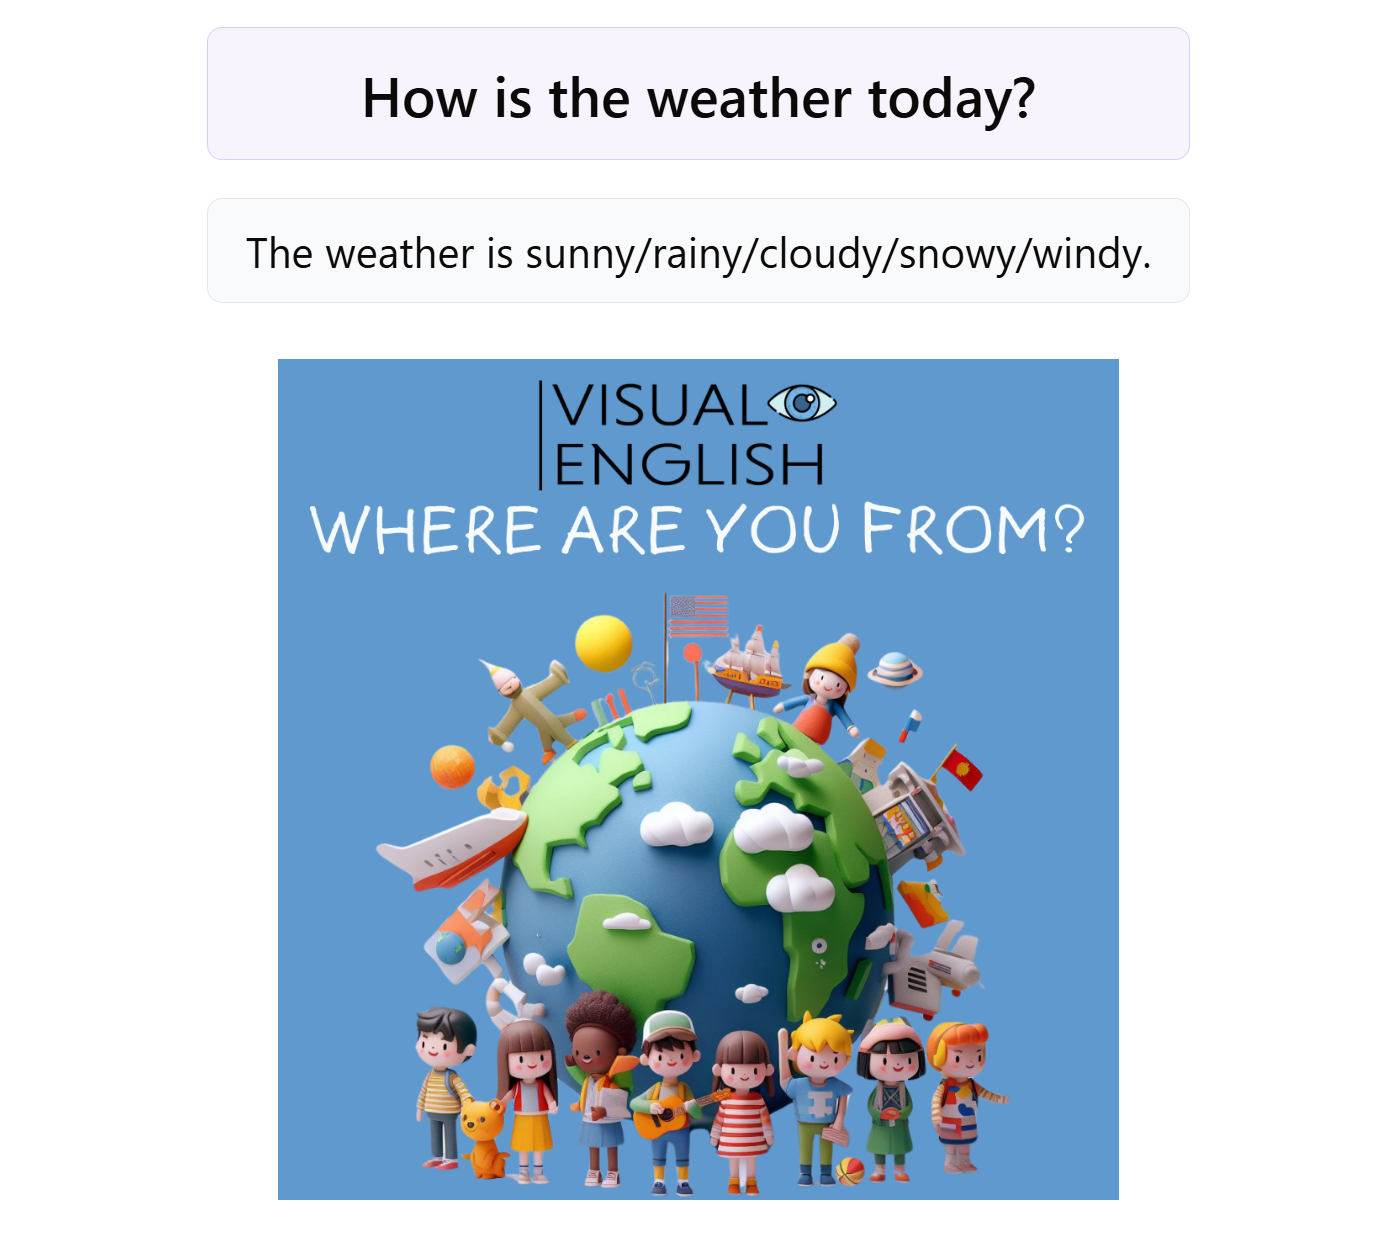 How is the weather today?
The weather is sunny/rainy/cloudy/snowy/windy.
VISUAL
ENGLISH
WHERE ARE YOU FROM?